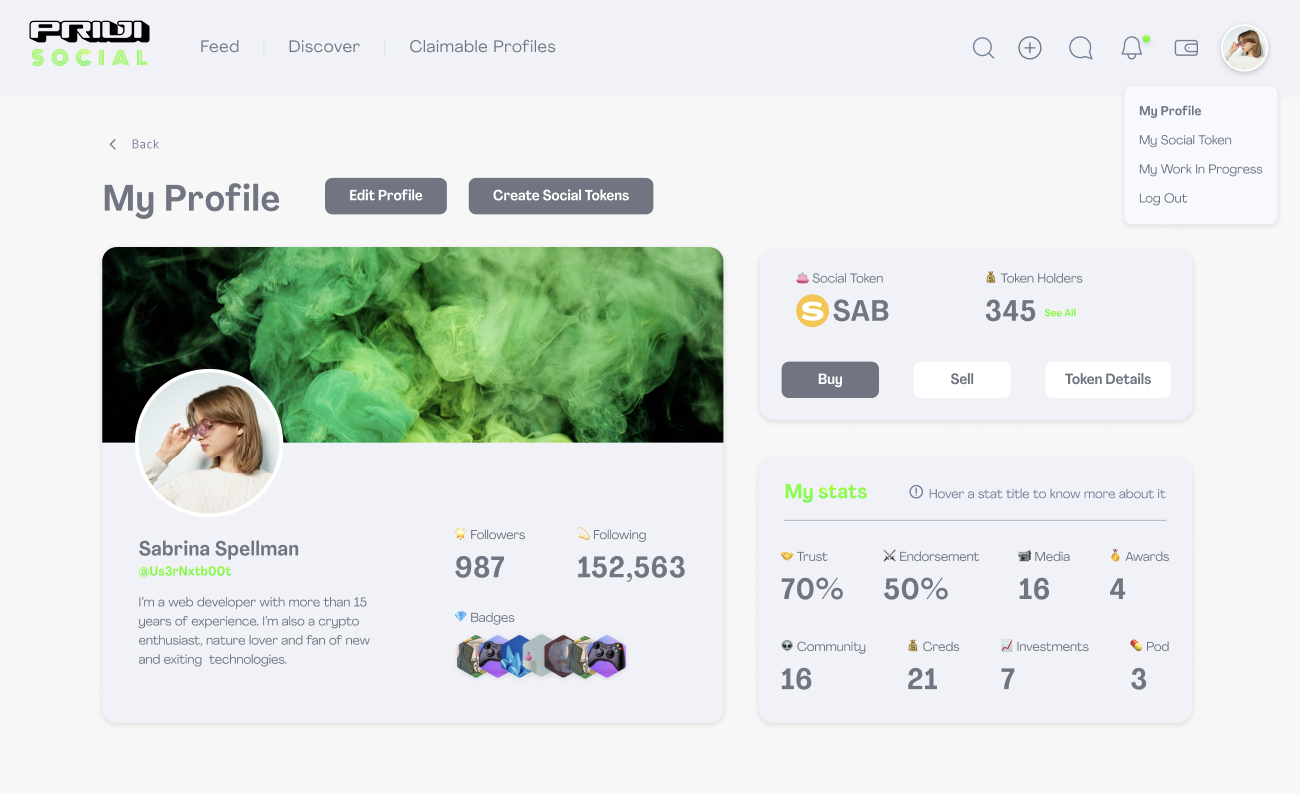 PRIVI
SOCIAL
Feed
Discover
Claimable Profiles
My Profile
My Social Token
My Work In Progress
Log Out
Back
My Profile
Edit Profile
Create Social Tokens
Social Token
Token Holders
S SAB
345 See All
Buy
Sell
Token Details
Sabrina Spellman
@Us3rNxtb00t
I'm a web developer with more than 15
years of experience. I'm also a crypto
enthusiast, nature lover and fan of new
and exiting technologies.
Followers
Following
987
152,563
Badges
My stats
Hover a stat title to know more about it
Trust
Endorsement
Media
Awards
70%
50%
16
4
Community
Creds
Investments
Pod
16
21
7
3